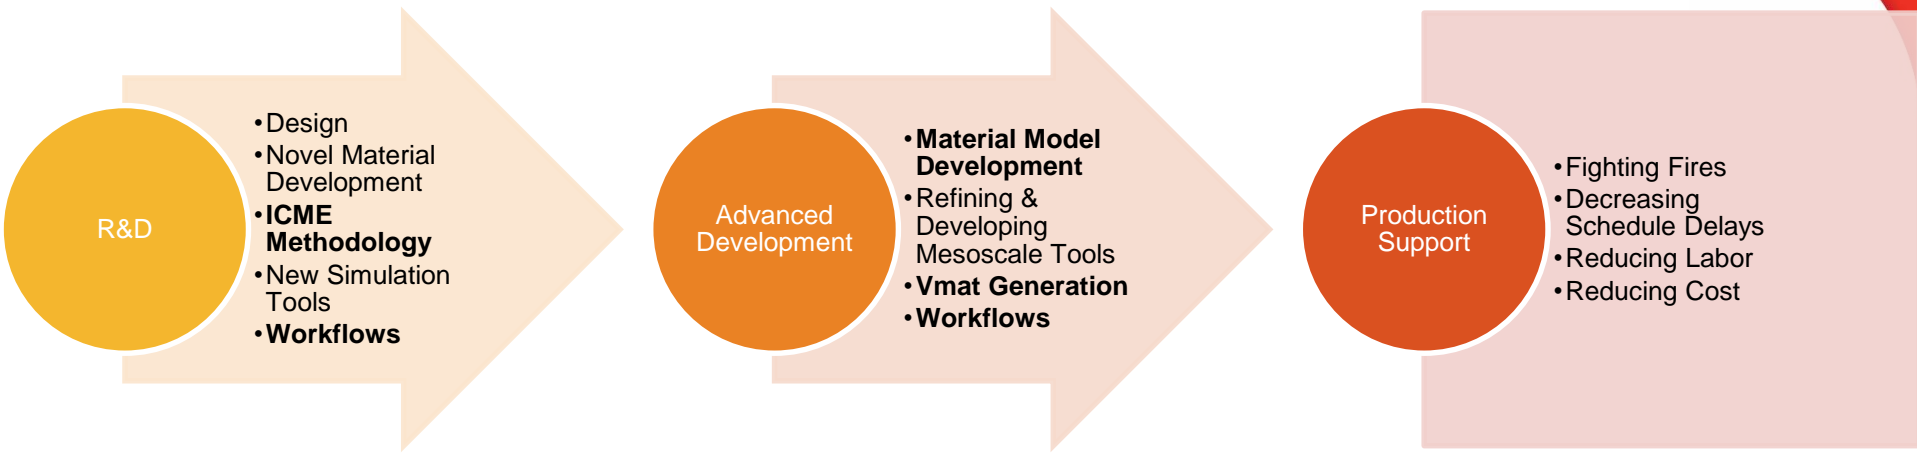 R&D
•Design
•Novel Material
Development
•ICME
Methodology
•New Simulation
Tools
•Workflows
Advanced
Development
•Material Model
Development
•Refining &
Developing
Mesoscale Tools
•Vmat Generation
•Workflows
Production
Support
•Fighting Fires
•Decreasing
Schedule Delays
•Reducing Labor
•Reducing Cost